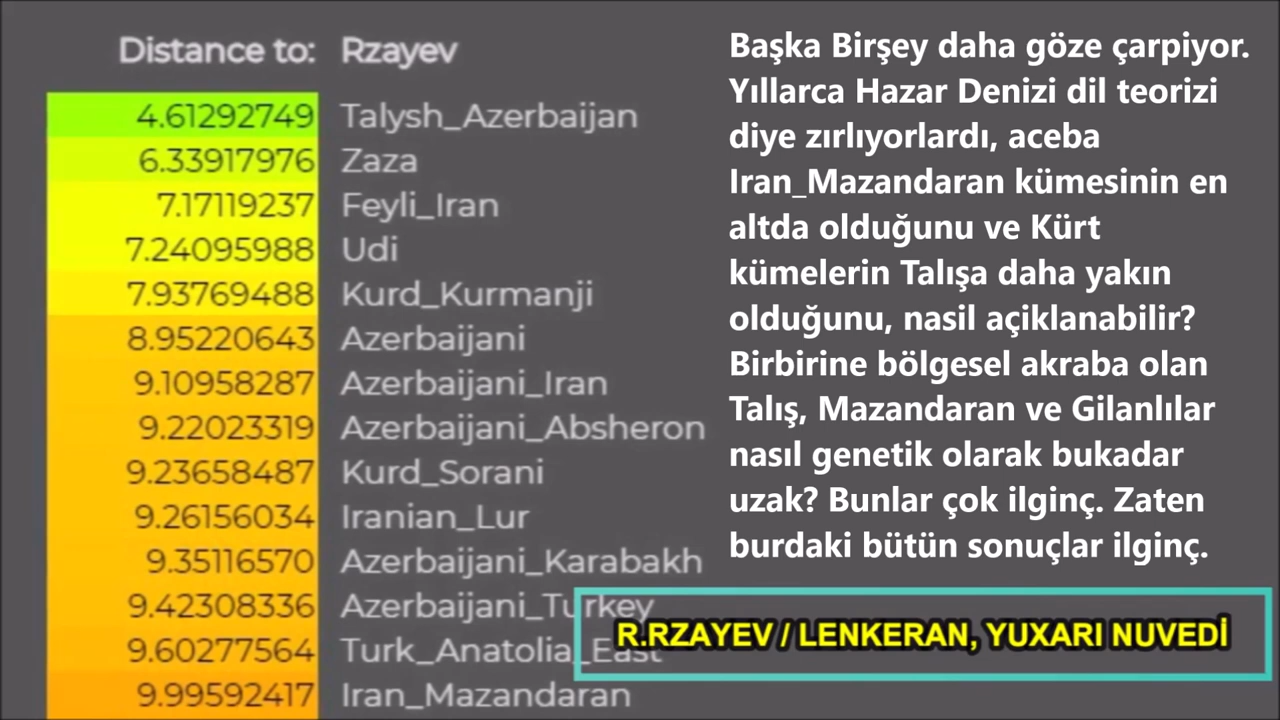 Distance to: Rzayev
4.61292749 Talysh_Azerbaijan
6.33917976 Zaza
7.17119237 Feyli_Iran
7.24095988 Udi
7.93769488 Kurd_Kurmanji
8.95220643 Azerbaijani
9.10958287 Azerbaijani_Iran
9.22023319 Azerbaijani_Absheron
9.23658487 Kurd_Sorani
9.26156034 Iranian_Lur
9.35116570 Azerbaijani_Karabakh
9.42308336 Azerbaijani_Turkey
9.60277564 Turk_Anatolia_East
9.99592417 Iran_Mazandaran
Başka Birşey daha göze çarpiyor.
Yıllarca Hazar Denizi dil teorizi
diye zırlıyorlardı, aceba
Iran_Mazandaran kümesinin en
altda olduğunu ve Kürt
kümelerin Talışa daha yakın
olduğunu, nasil açiklanabilir?
Birbirine bölgesel akraba olan
Talış, Mazandaran ve Gilanlılar
nasıl genetik olarak bukadar
uzak? Bunlar çok ilginç. Zaten
burdaki bütün sonuçlar ilginç.
R.RZAYEV / LENKERAN, YUXARI NUVEDİ